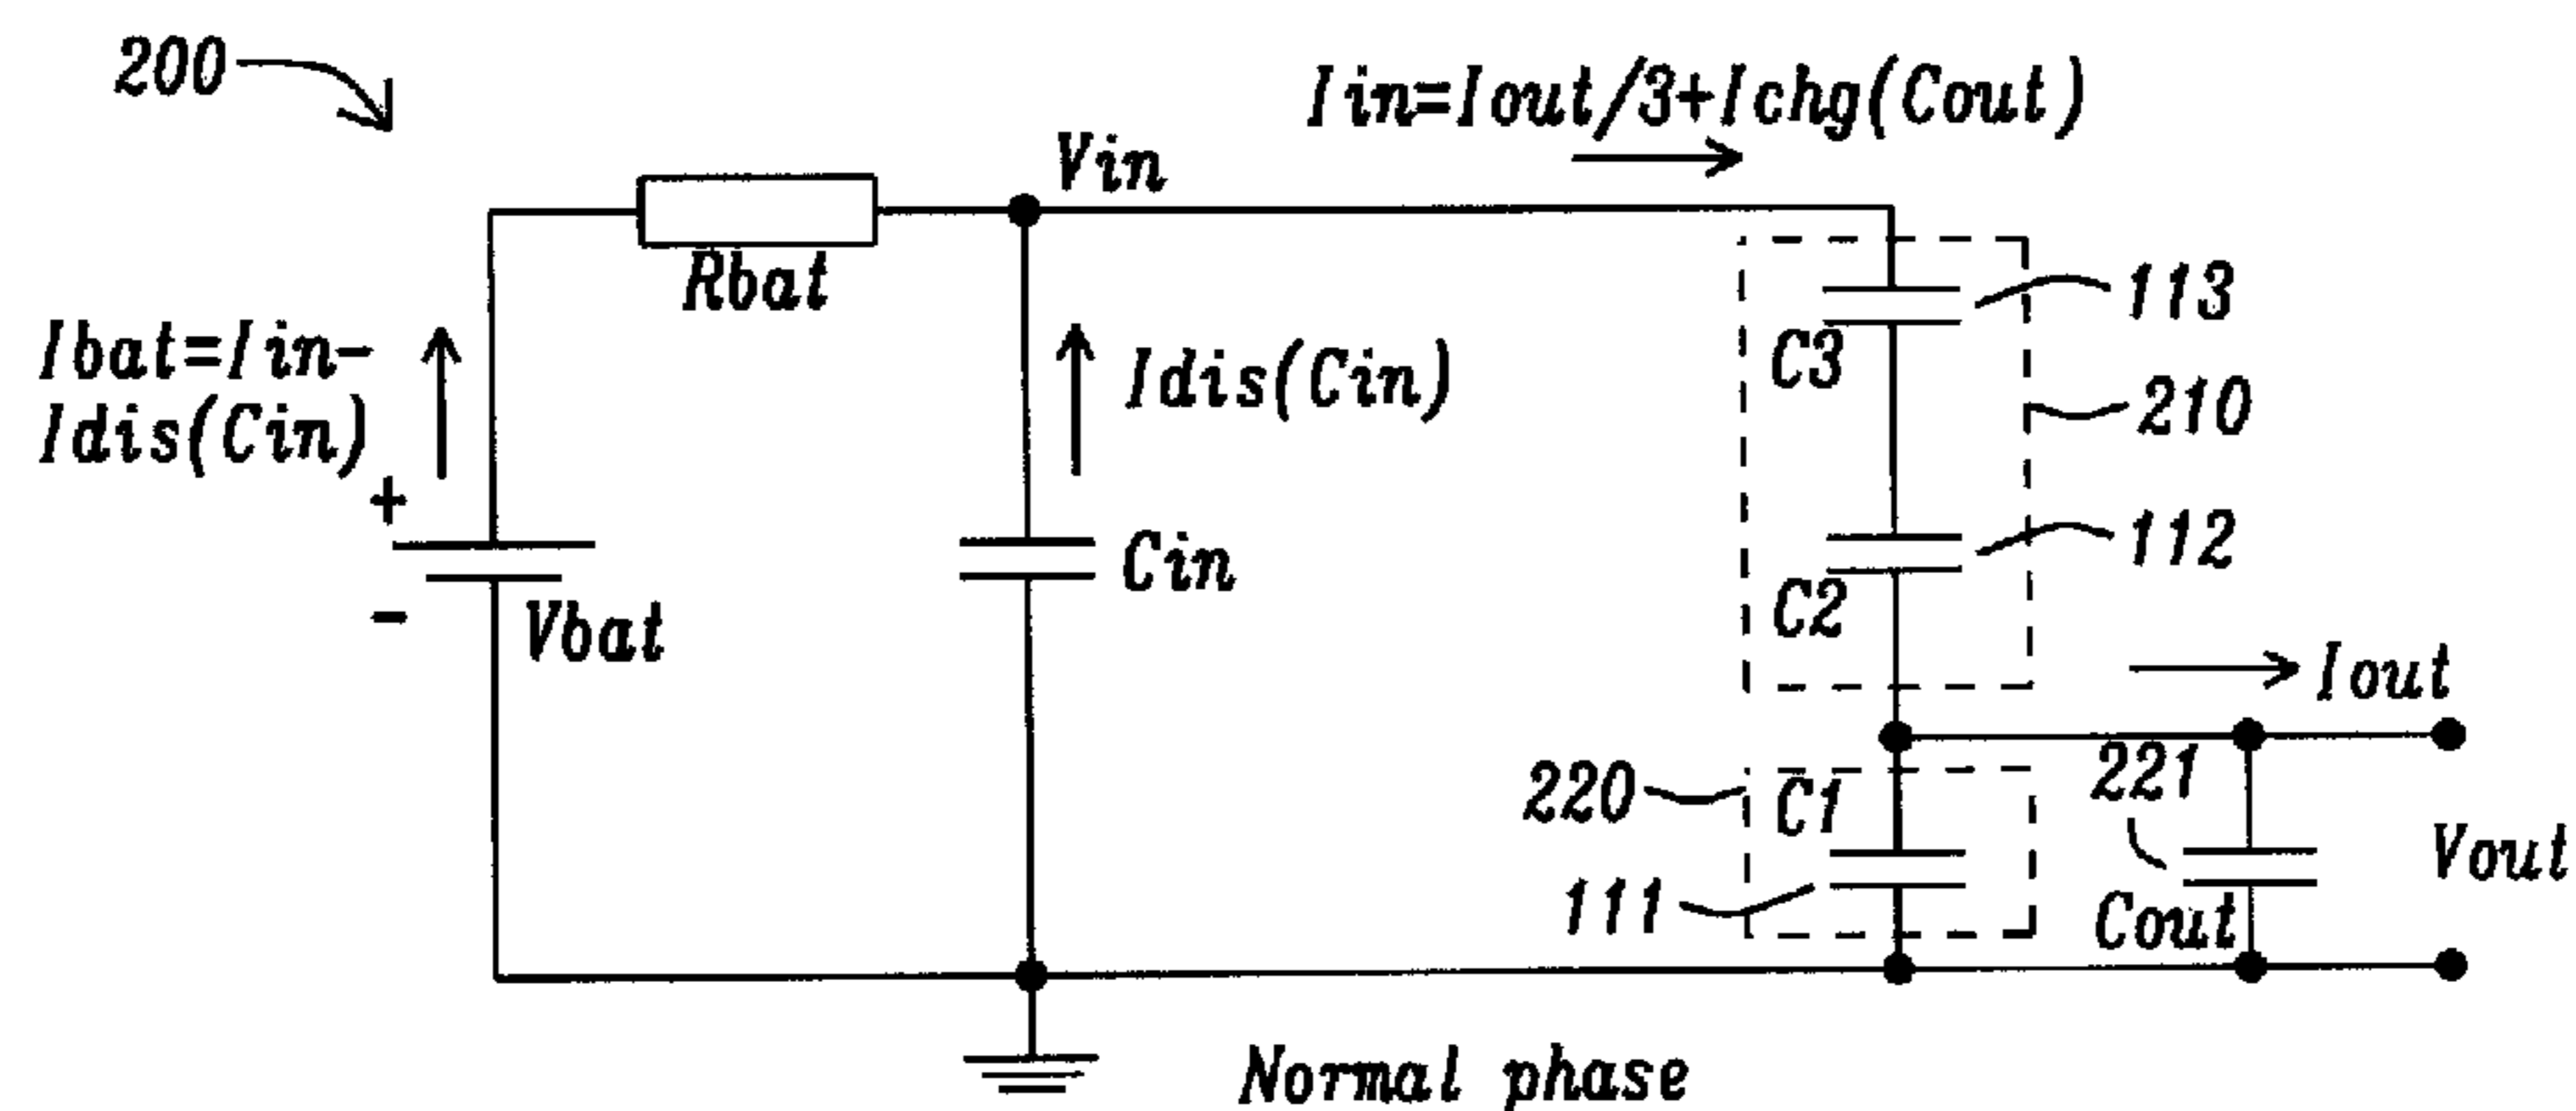 200
Iin=Iout/3+Ichg(Cout)
Vin
Rbat
113
C3
Ibat=Iin-
Idis(Cin)
Idis(Cin)
210
+
112
Cin
C2
-
Vbat
Iout
220
C1
221
Vout
111
Cout
Normal phase